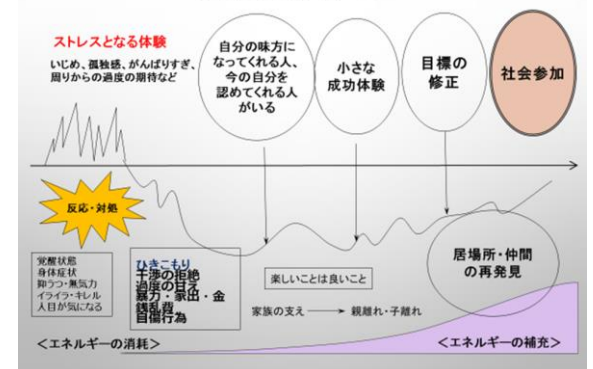 ストレスとなる体験
いじめ、孤独感、がんばりすぎ、
周りからの過度の期待など
自分の味方に
なってくれる人、
今の自分を
認めてくれる人
がいる
小さな
成功体験
目標の
修正
社会参加
反応・対処
覚醒状態
身体症状
抑うつ・無気力
イライラ・キレル
人目が気になる
ひきこもり
干渉の拒絶
過度の甘え
暴力・家出・金
銭乱費
自傷行為
楽しいことは良いこと
家族の支え
親離れ・子離れ
居場所・仲間
の再発見
＜エネルギーの消耗＞
＜エネルギーの補充＞